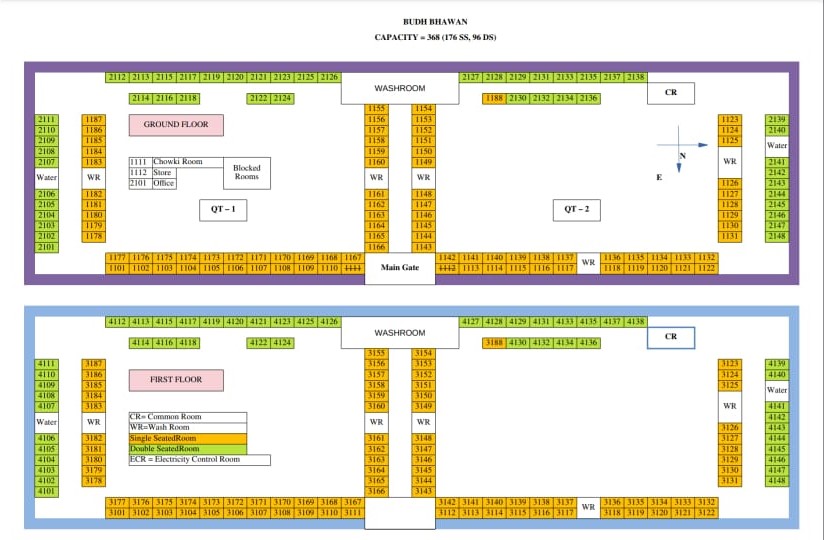 BUDH BHAWAN
CAPACITY = 368 (176 SS, 96 DS)
2112 2113 2115 2117 2119 2120 2121 2123 2125 2126 WASHROOM 2127 2128 2129 2131 2133 2135 2137 2138 CR
2114 2116 2118 2122 2124 1188 2130 2132 2134 2136
1155 1154
2111 1187 GROUND FLOOR 1156 1153 1123 2139
2110 1186 1157 1152 1124 2140
2109 1185 1158 1151 1125 Water
2108 1184 1159 1150 N
2107 1183 1111 Chowki Room 1160 1149 WR 2141
Water WR 1112 Store Blocked Rooms WR WR E 2142
2101 Office 1126 2143
2106 1182 1161 1148 1127 2144
2105 1181 QT – 1 1162 1147 QT – 2 1128 2145
2104 1180 1163 1146 1129 2146
2103 1179 1164 1145 1130 2147
2102 1178 1165 1144 1131 2148
2101 1166 1143
1177 1176 1175 1174 1173 1172 1171 1170 1169 1168 1167 Main Gate 1142 1141 1140 1139 1138 1137 WR 1136 1135 1134 1133 1132
1101 1102 1103 1104 1105 1106 1107 1108 1109 1110 1111 1112 1113 1114 1115 1116 1117 1118 1119 1120 1121 1122
4112 4113 4115 4117 4119 4120 4121 4123 4125 4126 WASHROOM 4127 4128 4129 4131 4133 4135 4137 4138 CR
4114 4116 4118 4122 4124 3188 4130 4132 4134 4136
3155 3154
4111 3187 3156 3153 3123 4139
4110 3186 FIRST FLOOR 3157 3152 3124 4140
4109 3185 3158 3151 3125 Water
4108 3184 3159 3150
4107 3183 3160 3149 WR 4141
CR= Common Room 4142
Water WR WR=Wash Room WR WR 3126 4143
4106 3182 Single SeatedRoom 3161 3148 3127 4144
4105 3181 Double SeatedRoom 3162 3147 3128 4145
4104 3180 ECR = Electricity Control Room 3163 3146 3129 4146
4103 3179 3164 3145 3130 4147
4102 3178 3165 3144 3131 4148
4101 3166 3143
3177 3176 3175 3174 3173 3172 3171 3170 3169 3168 3167 3142 3141 3140 3139 3138 3137 WR 3136 3135 3134 3133 3132
3101 3102 3103 3104 3105 3106 3107 3108 3109 3110 3111 3112 3113 3114 3115 3116 3117 3118 3119 3120 3121 3122